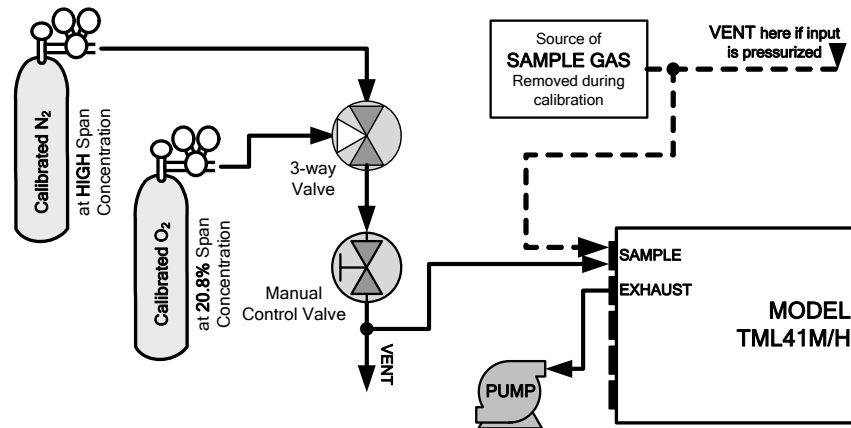 Calibrated N₂
at HIGH Span
Concentration
Calibrated O₂
at 20.8% Span
Concentration
3-way
Valve
Manual
Control Valve
VENT
Source of
SAMPLE GAS
Removed during
calibration
VENT here if input
is pressurized
SAMPLE
EXHAUST
PUMP
MODEL
TML41M/H